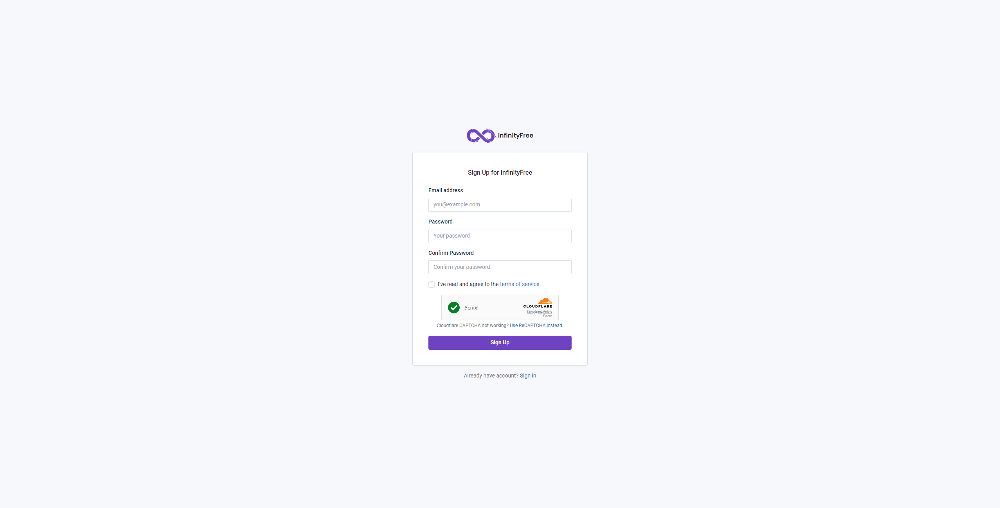 InfinityFree
Sign Up for InfinityFree
Email address
you@example.com
Password
Your password
Confirm Password
Confirm your password
I've read and agree to the terms of service.
Успіх!
CLOUDFLARE
Конфіденційність
Умови
Cloudflare CAPTCHA not working? Use ReCAPTCHA instead.
Sign Up
Already have account? Sign in